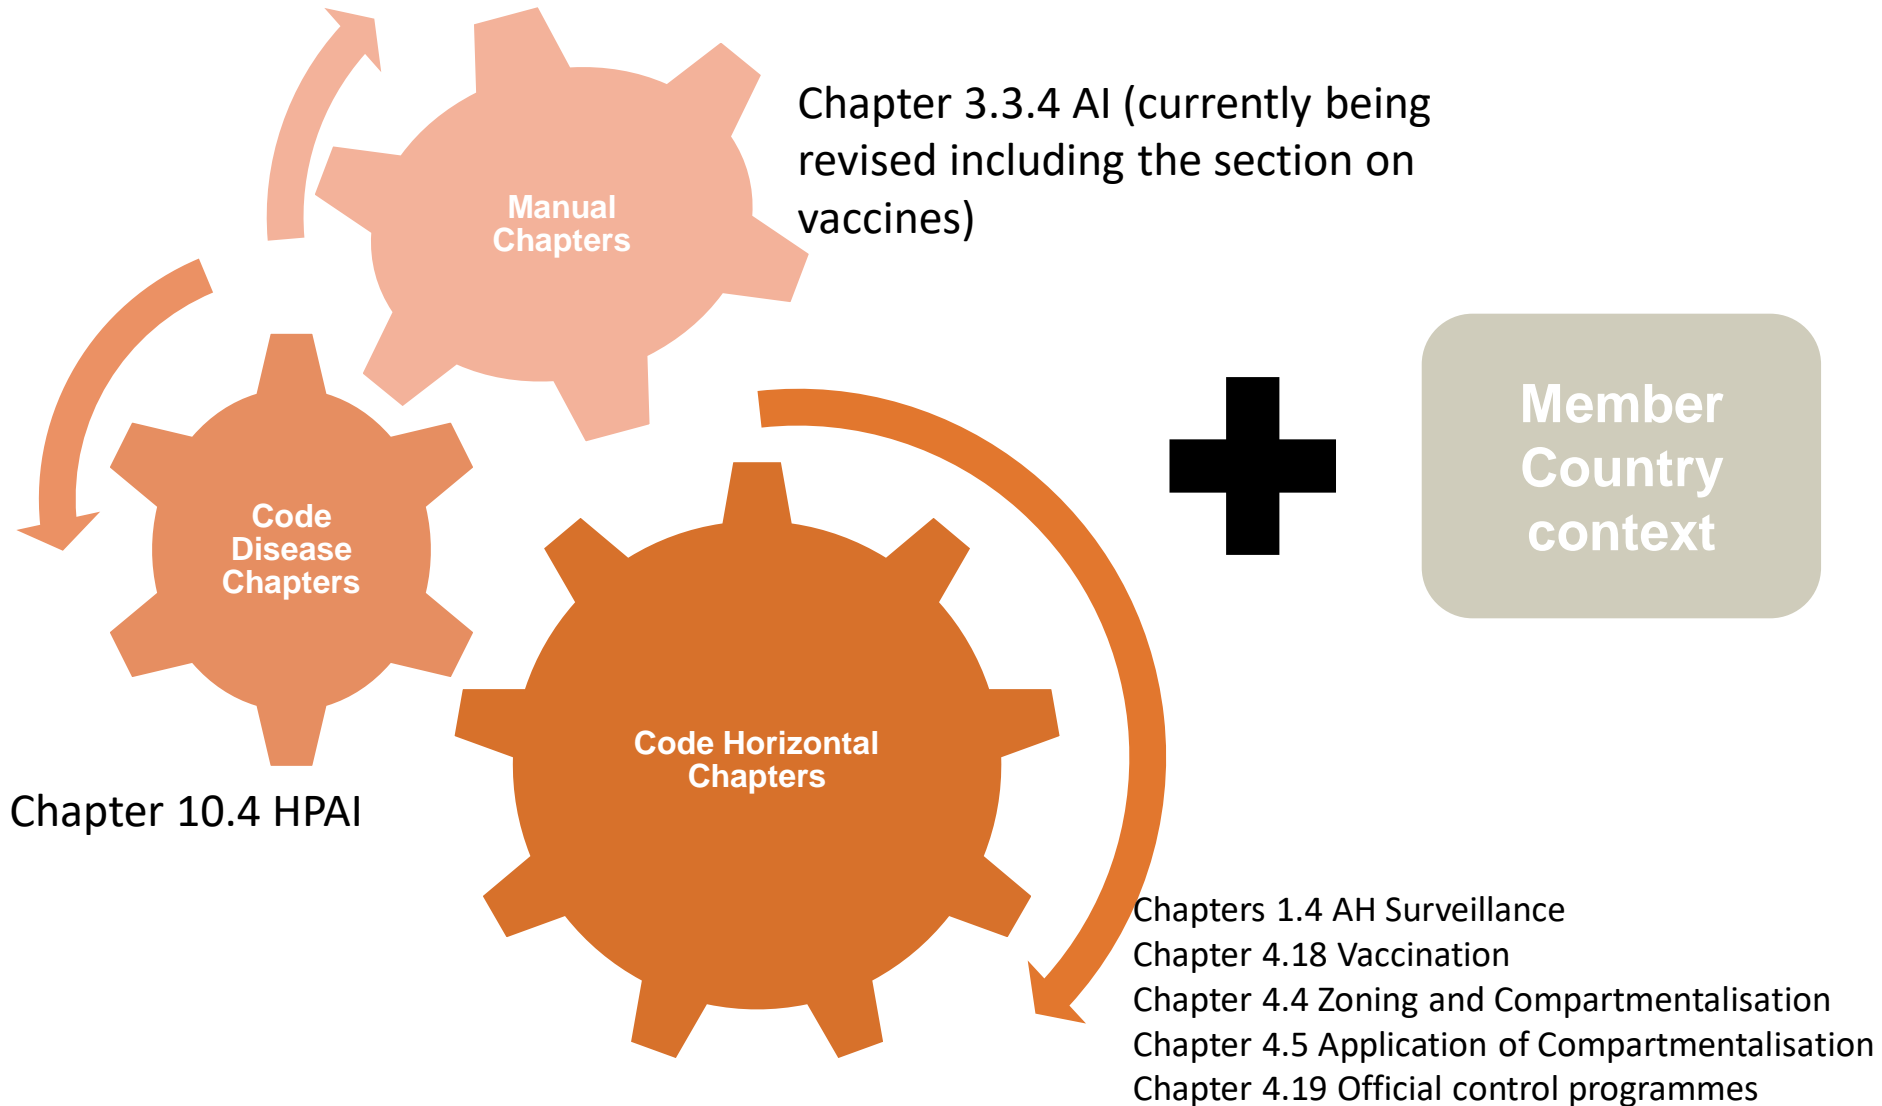 Chapter 3.3.4 AI (currently being
revised including the section on
vaccines)
Manual
Chapters
Member
Country
context
Code
Disease
Chapters
Code Horizontal
Chapters
Chapter 10.4 HPAI
Chapters 1.4 AH Surveillance
Chapter 4.18 Vaccination
Chapter 4.4 Zoning and Compartmentalisation
Chapter 4.5 Application of Compartmentalisation
Chapter 4.19 Official control programmes